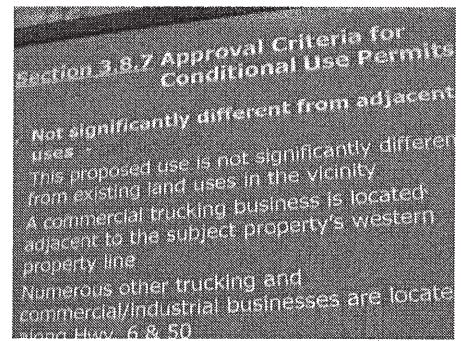 Section 3.8.7 Approval Criteria for
Conditional Use Permits
Not significantly different from adjacent
uses -
This proposed use is not significantly differen
from existing land uses in the vicinity
A commercial trucking business is located
adjacent to the subject property's western
property line
Numerous other trucking and
commercial/industrial businesses are locate
along Hwy. 6 & 50